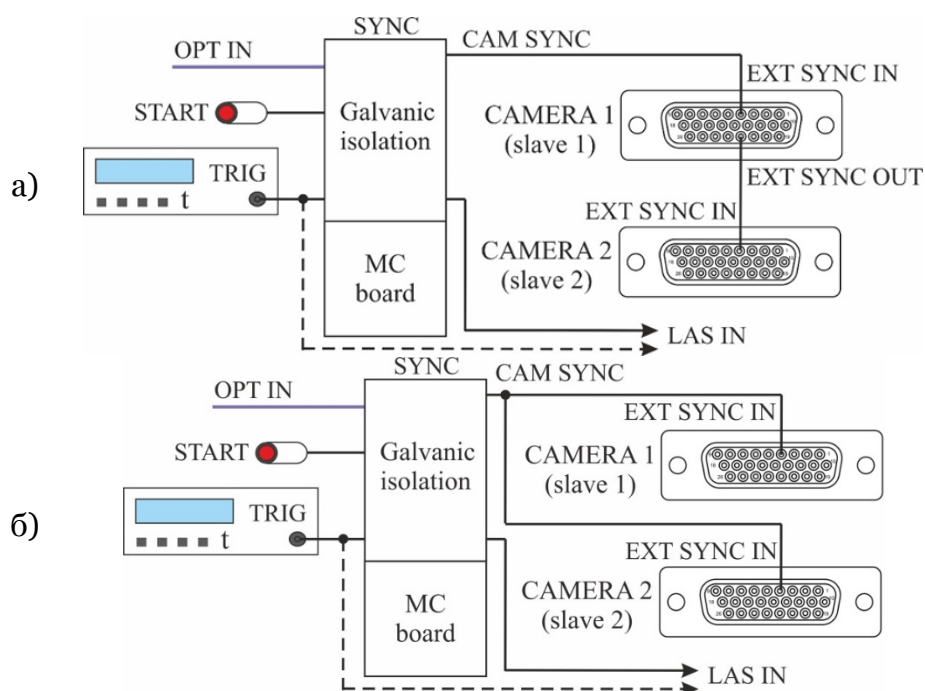 а)
SYNC
OPT IN
CAM SYNC
EXT SYNC IN
START
Galvanic
isolation
CAMERA 1
(slave 1)
TRIG
t
EXT SYNC OUT
EXT SYNC IN
MC
board
CAMERA 2
(slave 2)
LAS IN
б)
SYNC
CAM SYNC
OPT IN
EXT SYNC IN
START
Galvanic
isolation
CAMERA 1
(slave 1)
TRIG
t
EXT SYNC IN
MC
board
CAMERA 2
(slave 2)
LAS IN